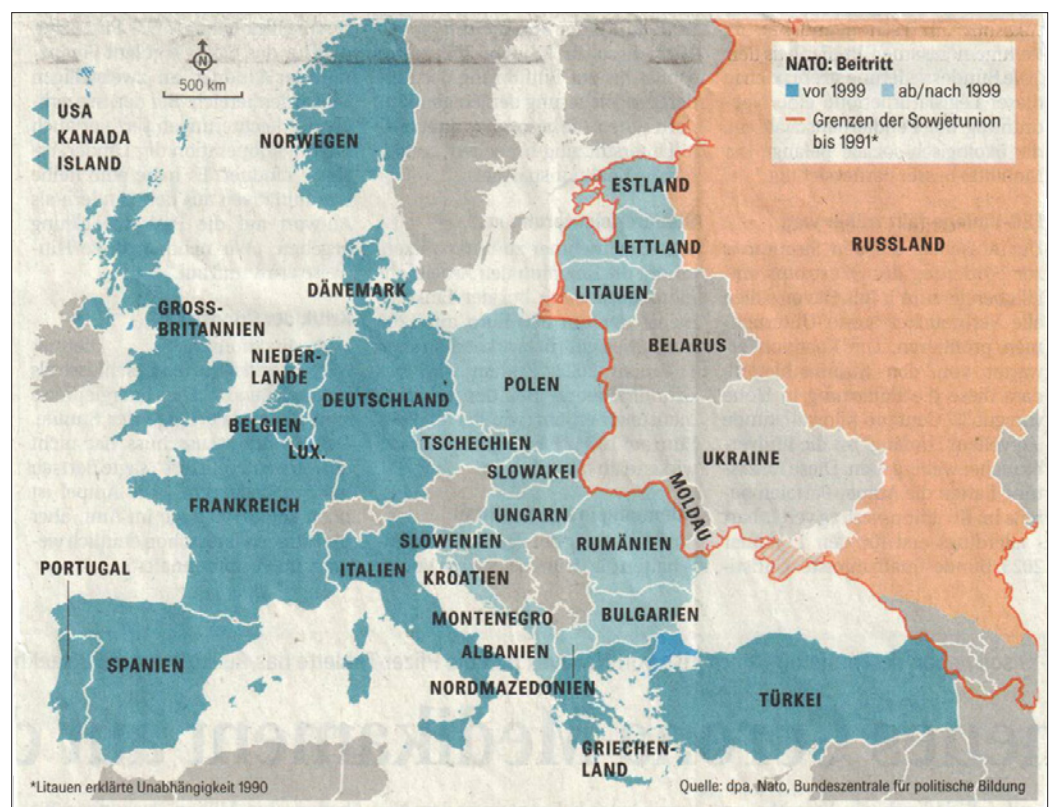 N
500 km
USA
KANADA
ISLAND
NATO: Beitritt
vor 1999 ab/nach 1999
Grenzen der Sowjetunion
bis 1991*
NORWEGEN
ESTLAND
LETTLAND
LITAUEN
RUSSLAND
DÄNEMARK
GROSS-
BRITANNIEN
NIEDER-
LANDE
BELARUS
DEUTSCHLAND
POLEN
BELGIEN
LUX.
TSCHECHIEN
SLOWAKEI
UKRAINE
MOLDAU
FRANKREICH
UNGARN
SLOWENIEN
RUMÄNIEN
PORTUGAL
ITALIEN
KROATIEN
MONTENEGRO
BULGARIEN
SPANIEN
ALBANIEN
NORDMAZEDONIEN
TÜRKEI
GRIECHEN-
LAND
*Litauen erklärte Unabhängigkeit 1990
Quelle: dpa, Nato, Bundeszentrale für politische Bildung